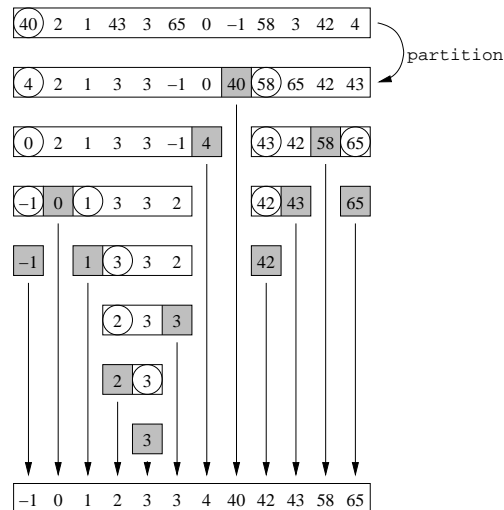 40 2 1 43 3 65 0 −1 58 3 42 4
partition
4 2 1 3 3 −1 0 40 58 65 42 43
0 2 1 3 3 −1 4 43 42 58 65
−1 0 1 3 3 2 42 43 65
−1 1 3 3 2 42
2 3 3
2 3
3
−1 0 1 2 3 3 4 40 42 43 58 65